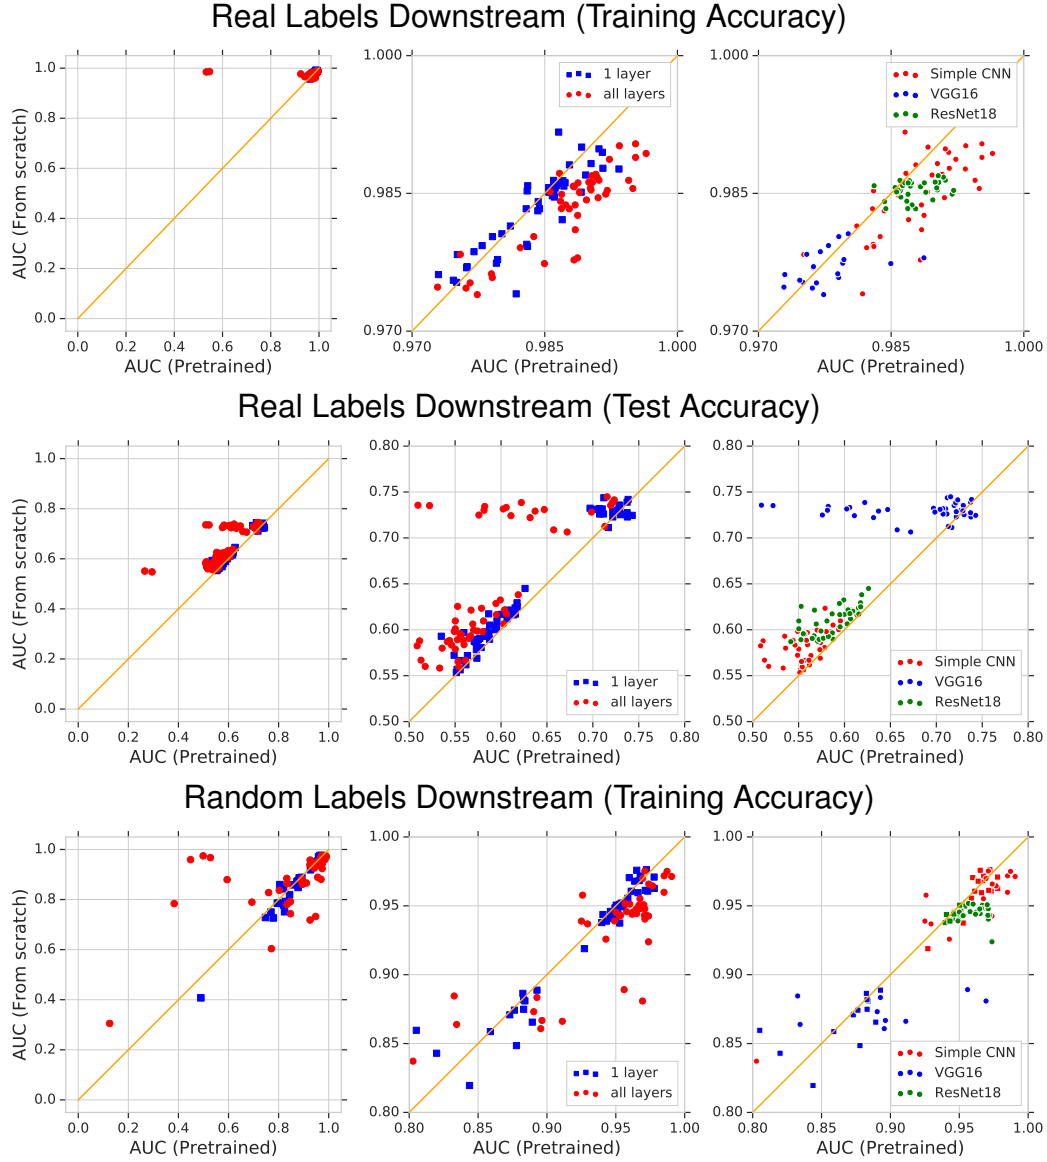 Real Labels Downstream (Training Accuracy)
AUC (From scratch)
1.0
0.8
0.6
0.4
0.2
0.0
0.0 0.2 0.4 0.6 0.8 1.0
AUC (Pretrained)
1.000
0.985
0.970
0.970 0.985 1.000
AUC (Pretrained)
1 layer
all layers
1.000
0.985
0.970
0.970 0.985 1.000
AUC (Pretrained)
Simple CNN
VGG16
ResNet18
Real Labels Downstream (Test Accuracy)
AUC (From scratch)
1.0
0.8
0.6
0.4
0.2
0.0
0.0 0.2 0.4 0.6 0.8 1.0
AUC (Pretrained)
0.80
0.75
0.70
0.65
0.60
0.55
0.50
0.50 0.55 0.60 0.65 0.70 0.75 0.80
AUC (Pretrained)
1 layer
all layers
0.80
0.75
0.70
0.65
0.60
0.55
0.50
0.50 0.55 0.60 0.65 0.70 0.75 0.80
AUC (Pretrained)
Simple CNN
VGG16
ResNet18
Random Labels Downstream (Training Accuracy)
AUC (From scratch)
1.0
0.8
0.6
0.4
0.2
0.0
0.0 0.2 0.4 0.6 0.8 1.0
AUC (Pretrained)
1.00
0.95
0.90
0.85
0.80
0.80 0.85 0.90 0.95 1.00
AUC (Pretrained)
1 layer
all layers
1.00
0.95
0.90
0.85
0.80
0.80 0.85 0.90 0.95 1.00
AUC (Pretrained)
Simple CNN
VGG16
ResNet18